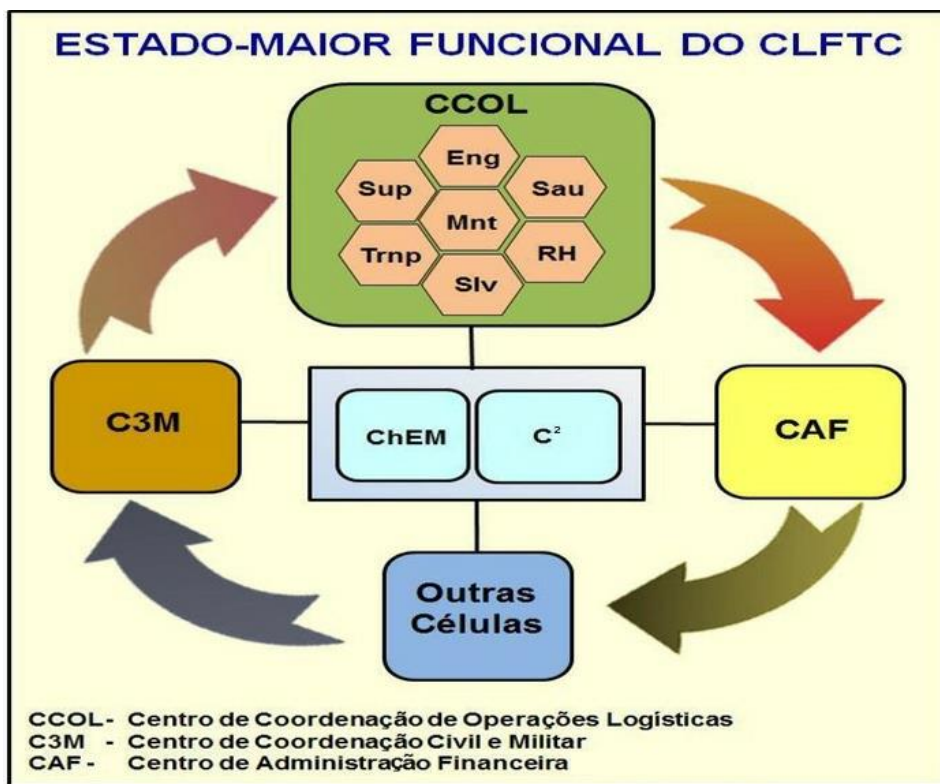 ESTADO-MAIOR FUNCIONAL DO CLFTC
CCOL
Eng
Sup
Sau
Mnt
Trnp
RH
Slv
C3M
ChEM
C²
CAF
Outras
Células
CCOL- Centro de Coordenação de Operações Logísticas
C3M - Centro de Coordenação Civil e Militar
CAF- Centro de Administração Financeira